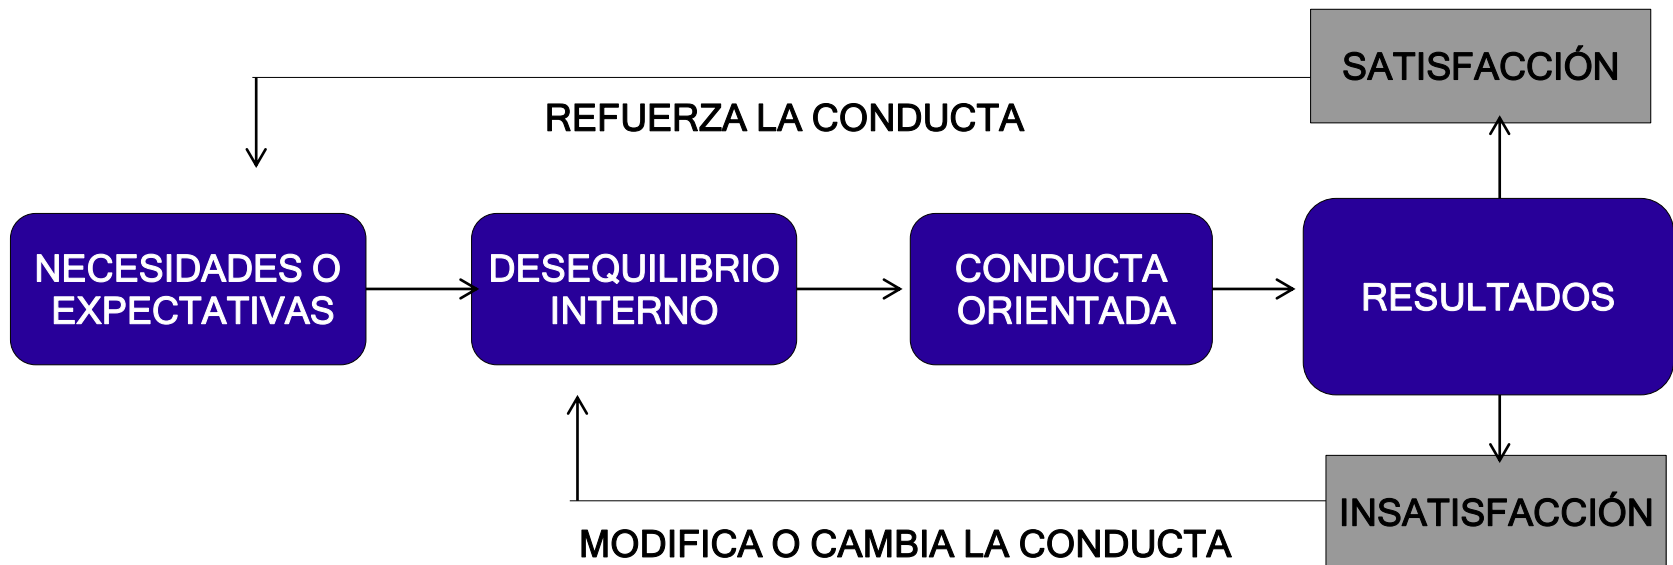 SATISFACCIÓN
REFUERZA LA CONDUCTA
NECESIDADES O
EXPECTATIVAS
DESEQUILIBRIO
INTERNO
CONDUCTA
ORIENTADA
RESULTADOS
INSATISFACCIÓN
MODIFICA O CAMBIA LA CONDUCTA